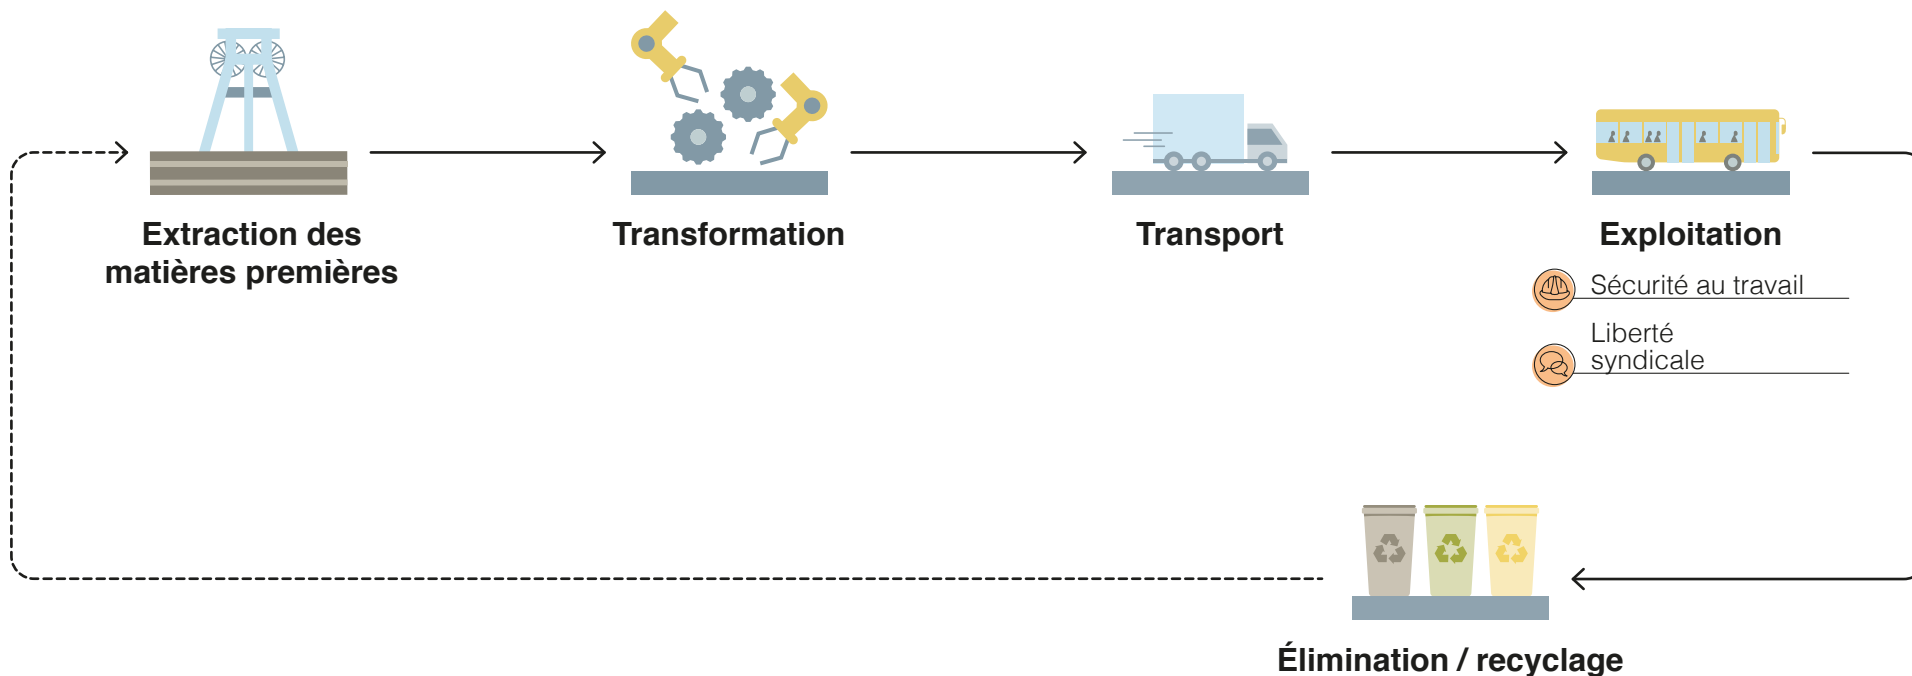 Extraction des
matières premières
Transformation
Transport
Exploitation
Sécurité au travail
Liberté
syndicale
Élimination / recyclage